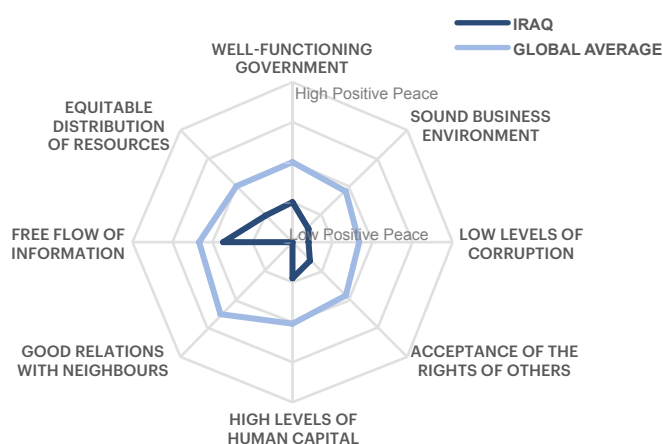 IRAQ
GLOBAL AVERAGE
WELL-FUNCTIONING
GOVERNMENT
High Positive Peace
EQUITABLE
DISTRIBUTION
OF RESOURCES
SOUND BUSINESS
ENVIRONMENT
FREE FLOW OF
INFORMATION
Low Positive Peace
LOW LEVELS OF
CORRUPTION
GOOD RELATIONS
WITH NEIGHBOURS
ACCEPTANCE OF THE
RIGHTS OF OTHERS
HIGH LEVELS OF
HUMAN CAPITAL